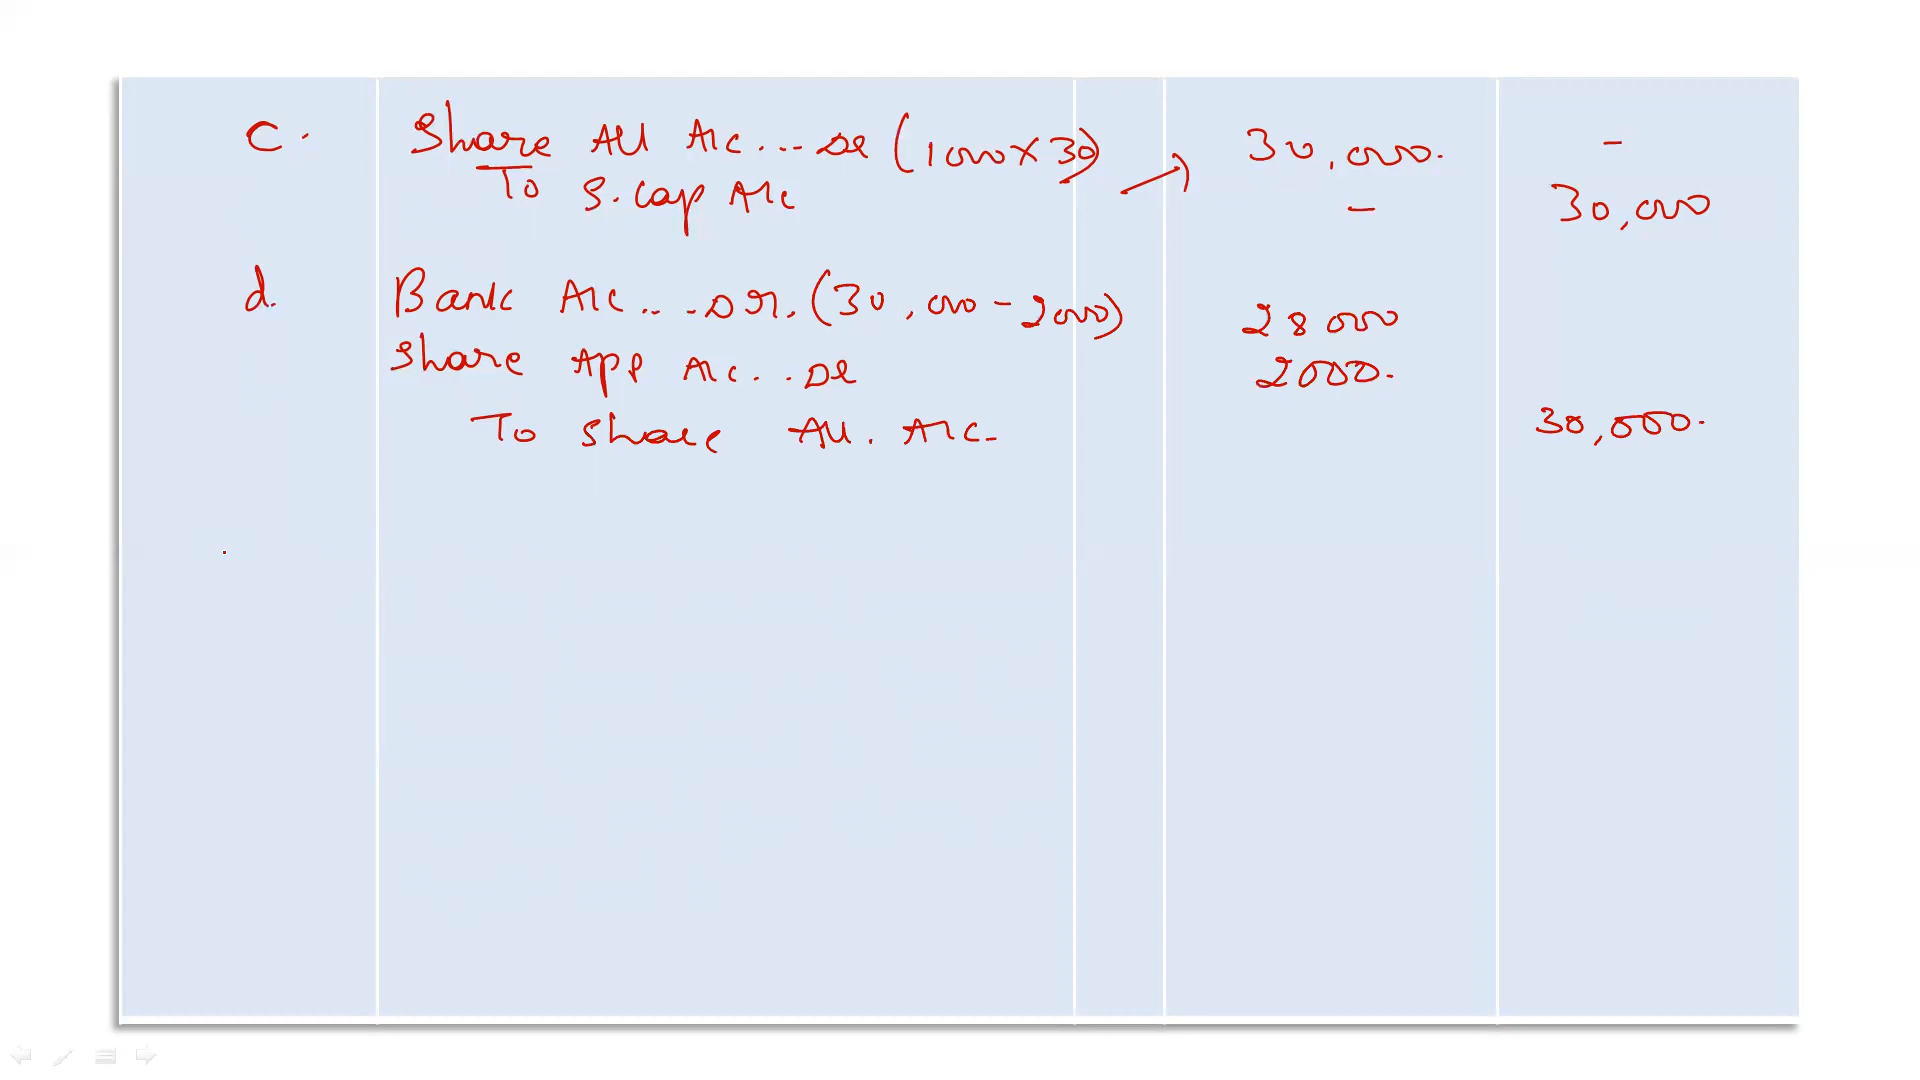 c. Share All A/c...Dr (1000×30) 30,000. -
To S. Cap A/c - 30,000
d. Bank A/c...Dr. (30,000-2000) 28000
Share App A/c...Dr 2000.
To Share All. A/c- 30,000.